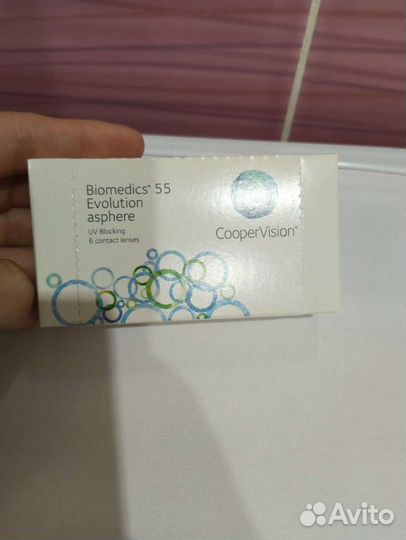 Biomedics® 55
Evolution
asphere
UV Blocking
6 contact lenses
CooperVision®
Avito